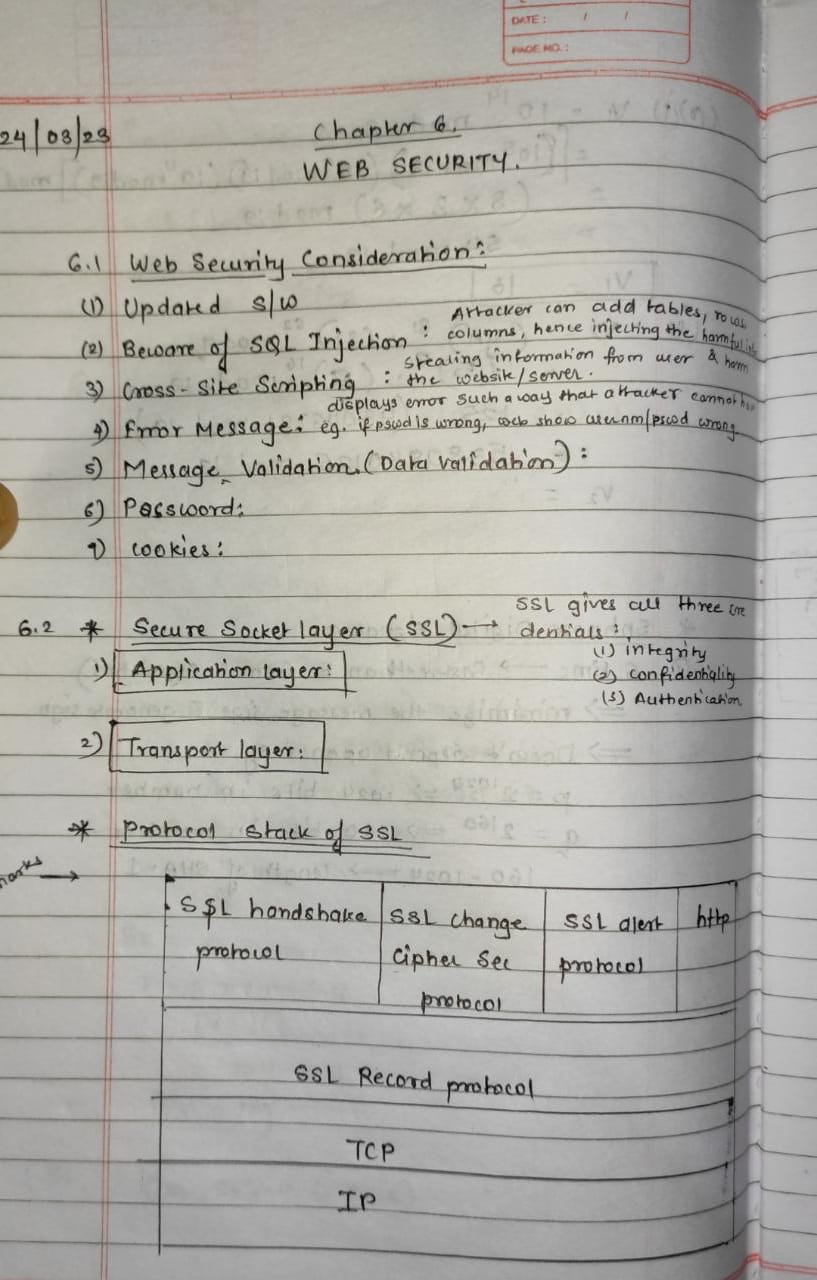 DATE : / /
PAGE NO. :
24/03/23
Chapter 6.
WEB SECURITY.
6.1 Web Security Consideration:
(1) Updated s/w
Attacker can add tables, rows
(2) Beware of SQL Injection : columns, hence injecting the harmful
stealing information from user & harm
3) Cross-Site Scripting : the website/server.
displays error such a way that attacker cannot
4) Error Message: eg. if pswd is wrong, show usernm/pswd wrong
5) Message Validation. (Data validation) :
6) Password:
7) cookies :
SSL gives all three cre
6.2 * Secure Socket layer (SSL) → dentials :
(1) integrity
1) Application layer: (2) confidentiality
(3) Authentication
2) Transport layer:
* Protocol stack of SSL
marks →
SSL handshake protocol
SSL change cipher sec protocol
SSL alert protocol
http
SSL Record protocol
TCP
IP